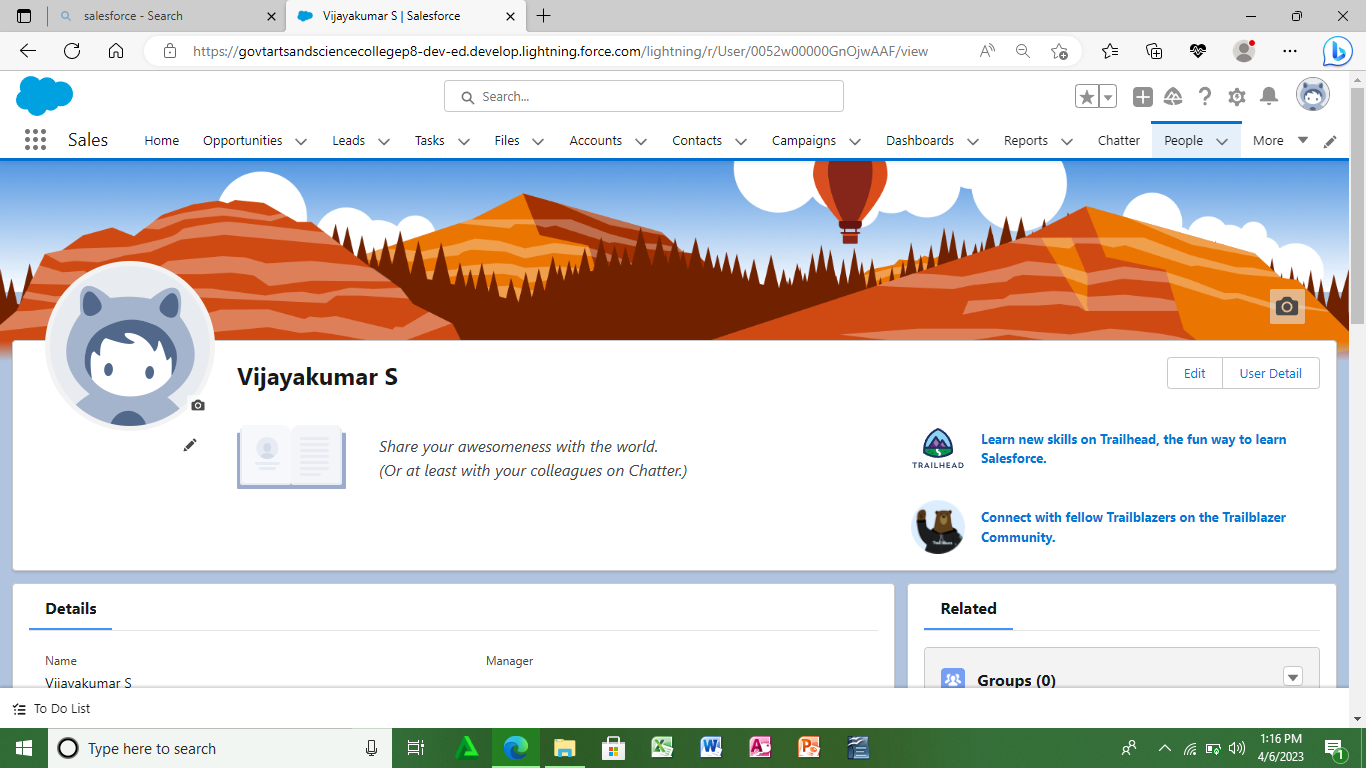 salesforce - Search
Vijayakumar S | Salesforce
https://govtartsandsciencecollegep8-dev-ed.develop.lightning.force.com/lightning/r/User/0052w00000GnOjwAAF/view
Search...
Sales
Home
Opportunities
Leads
Tasks
Files
Accounts
Contacts
Campaigns
Dashboards
Reports
Chatter
People
More
Vijayakumar S
Edit
User Detail
Share your awesomeness with the world.
(Or at least with your colleagues on Chatter.)
TRAILHEAD
Learn new skills on Trailhead, the fun way to learn
Salesforce.
Connect with fellow Trailblazers on the Trailblazer
Community.
Details
Related
Name
Manager
Vijayakumar S
Groups (0)
To Do List
Type here to search
1:16 PM
4/6/2023
1